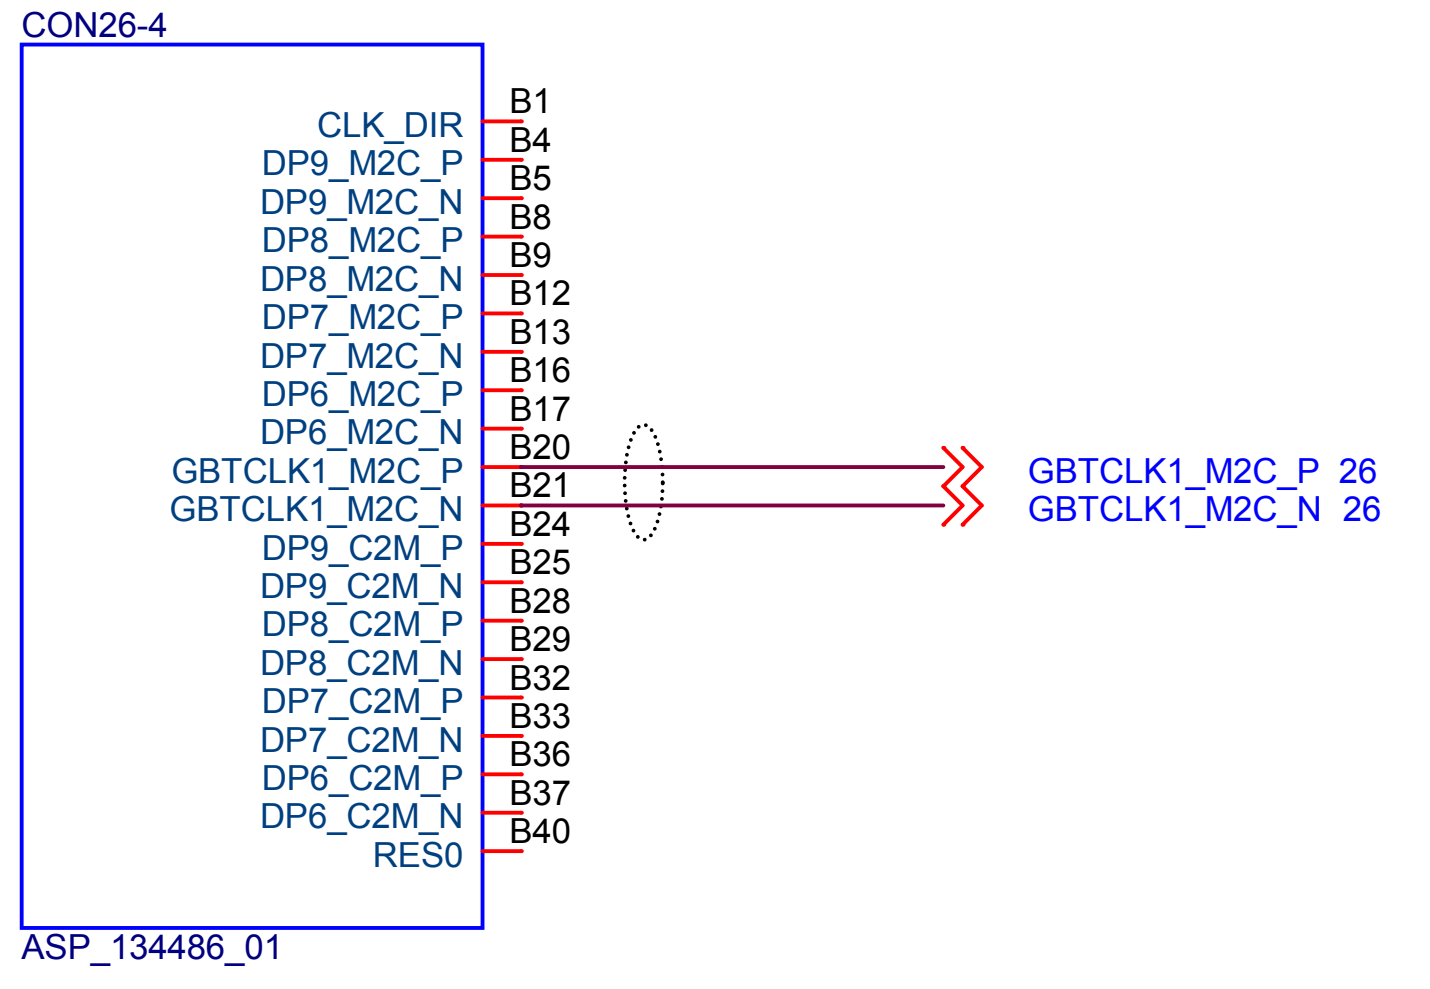 CON26-4
B1
CLK_DIR
B4
DP9_M2C_P
B5
DP9_M2C_N
B8
DP8_M2C_P
B9
DP8_M2C_N
B12
DP7_M2C_P
B13
DP7_M2C_N
B16
DP6_M2C_P
B17
DP6_M2C_N
B20
GBTCLK1_M2C_P GBTCLK1_M2C_P 26
B21
GBTCLK1_M2C_N GBTCLK1_M2C_N 26
B24
DP9_C2M_P
B25
DP9_C2M_N
B28
DP8_C2M_P
B29
DP8_C2M_N
B32
DP7_C2M_P
B33
DP7_C2M_N
B36
DP6_C2M_P
B37
DP6_C2M_N
B40
RES0
ASP_134486_01